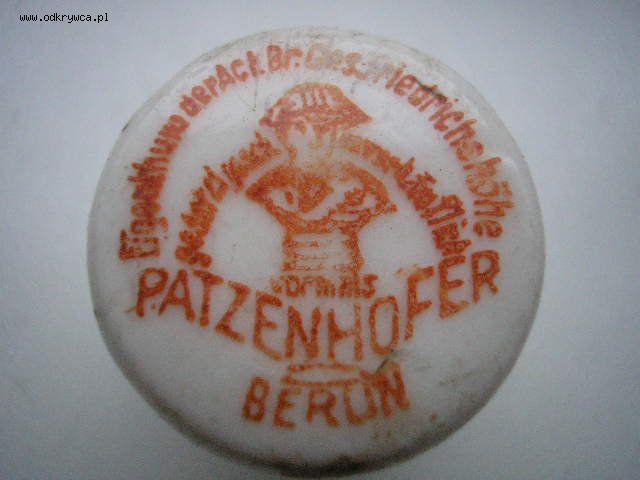 www.odkrywca.pl
Eigenthum der Act. Br. Ges. Friedrichshöhe
vormals
PATZENHOFER
BERLIN